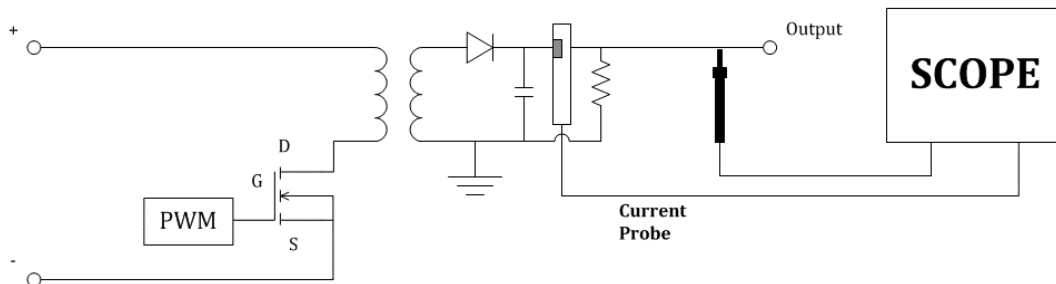 +
Output
SCOPE
D
G
PWM
S
Current
Probe
-